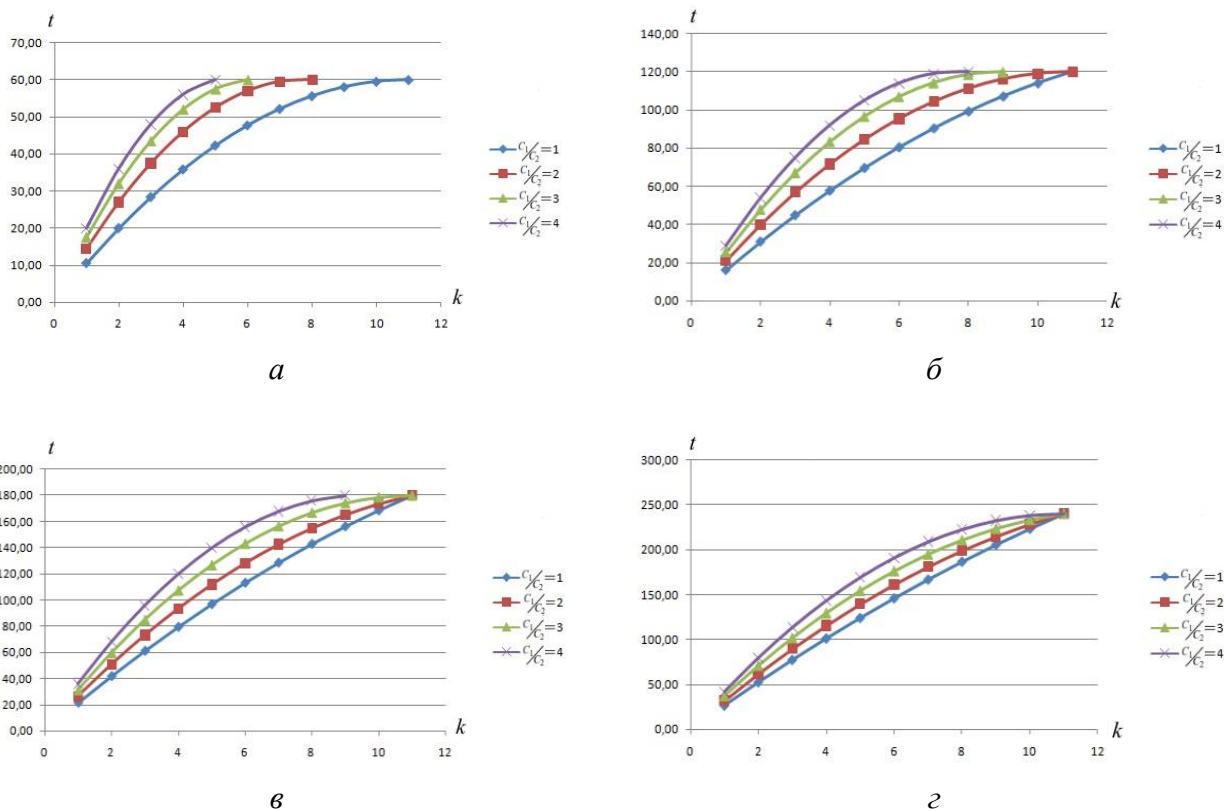 t
70,00
60,00
50,00
40,00
30,00
20,00
10,00
0,00
0 2 4 6 8 10 12
k
C₁/C₂=1
C₁/C₂=2
C₁/C₂=3
C₁/C₂=4
а
t
140,00
120,00
100,00
80,00
60,00
40,00
20,00
0,00
0 2 4 6 8 10 12
k
C₁/C₂=1
C₁/C₂=2
C₁/C₂=3
C₁/C₂=4
б
t
200,00
180,00
160,00
140,00
120,00
100,00
80,00
60,00
40,00
20,00
0,00
0 2 4 6 8 10 12
k
C₁/C₂=1
C₁/C₂=2
C₁/C₂=3
C₁/C₂=4
в
t
300,00
250,00
200,00
150,00
100,00
50,00
0,00
0 2 4 6 8 10 12
k
C₁/C₂=1
C₁/C₂=2
C₁/C₂=3
C₁/C₂=4
г